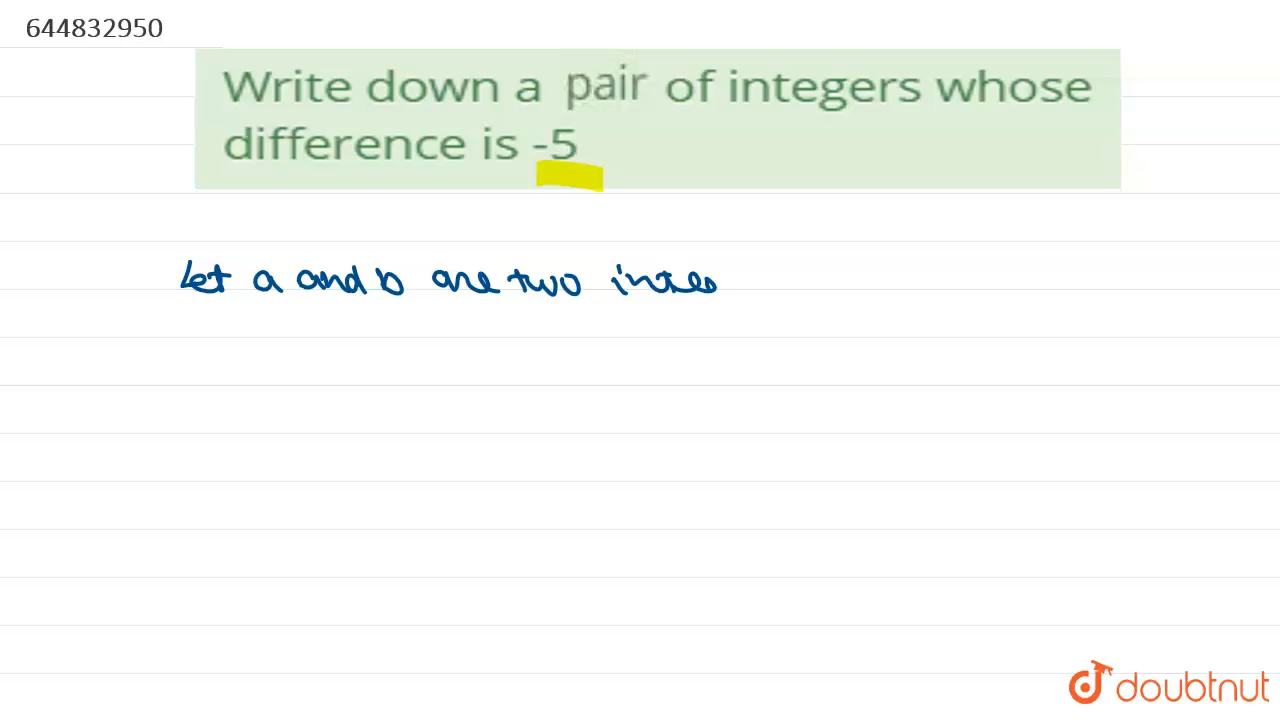 644832950
Write down a pair of integers whose
difference is -5
Let a and b are two
doubtnut